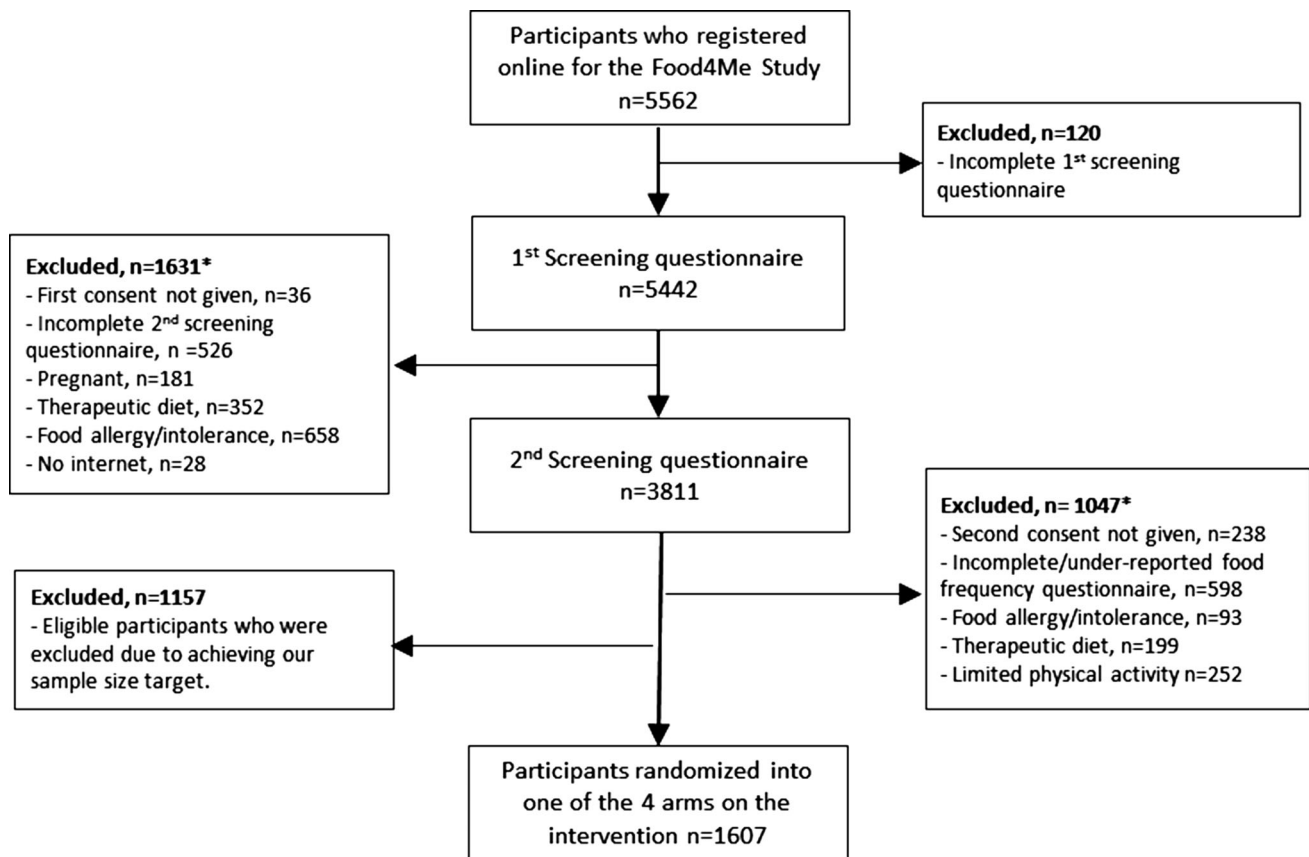 Participants who registered
online for the Food4Me Study
n=5562
Excluded, n=120
- Incomplete 1st screening
questionnaire
1st Screening questionnaire
n=5442
Excluded, n=1631*
- First consent not given, n=36
- Incomplete 2nd screening
questionnaire, n =526
- Pregnant, n=181
- Therapeutic diet, n=352
- Food allergy/intolerance, n=658
- No internet, n=28
2nd Screening questionnaire
n=3811
Excluded, n= 1047*
- Second consent not given, n=238
- Incomplete/under-reported food
frequency questionnaire, n=598
- Food allergy/intolerance, n=93
- Therapeutic diet, n=199
- Limited physical activity n=252
Excluded, n=1157
- Eligible participants who were
excluded due to achieving our
sample size target.
Participants randomized into
one of the 4 arms on the
intervention n=1607